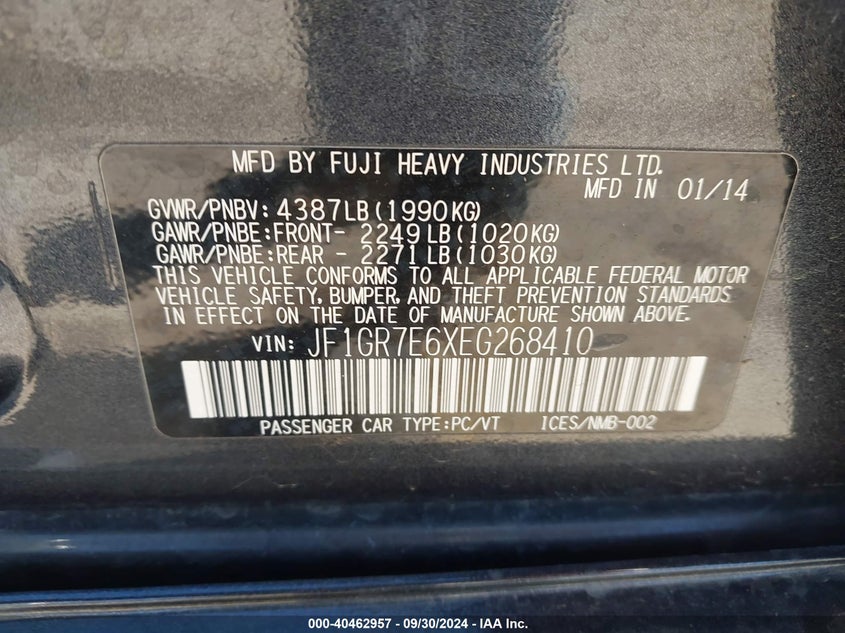 MFD BY FUJI HEAVY INDUSTRIES LTD.
MFD IN 01/14
GVWR/PNBV: 4387LB(1990KG)
GAWR/PNBE:FRONT- 2249LB(1020KG)
GAWR/PNBE:REAR - 2271LB(1030KG)
THIS VEHICLE CONFORMS TO ALL APPLICABLE FEDERAL MOTOR
VEHICLE SAFETY, BUMPER, AND THEFT PREVENTION STANDARDS
IN EFFECT ON THE DATE OF MANUFACTURE SHOWN ABOVE.
VIN: JF1GR7E6XEG268410
PASSENGER CAR TYPE:PC/VT ICES/NMB-002
000-40462957 - 09/30/2024 - IAA Inc.